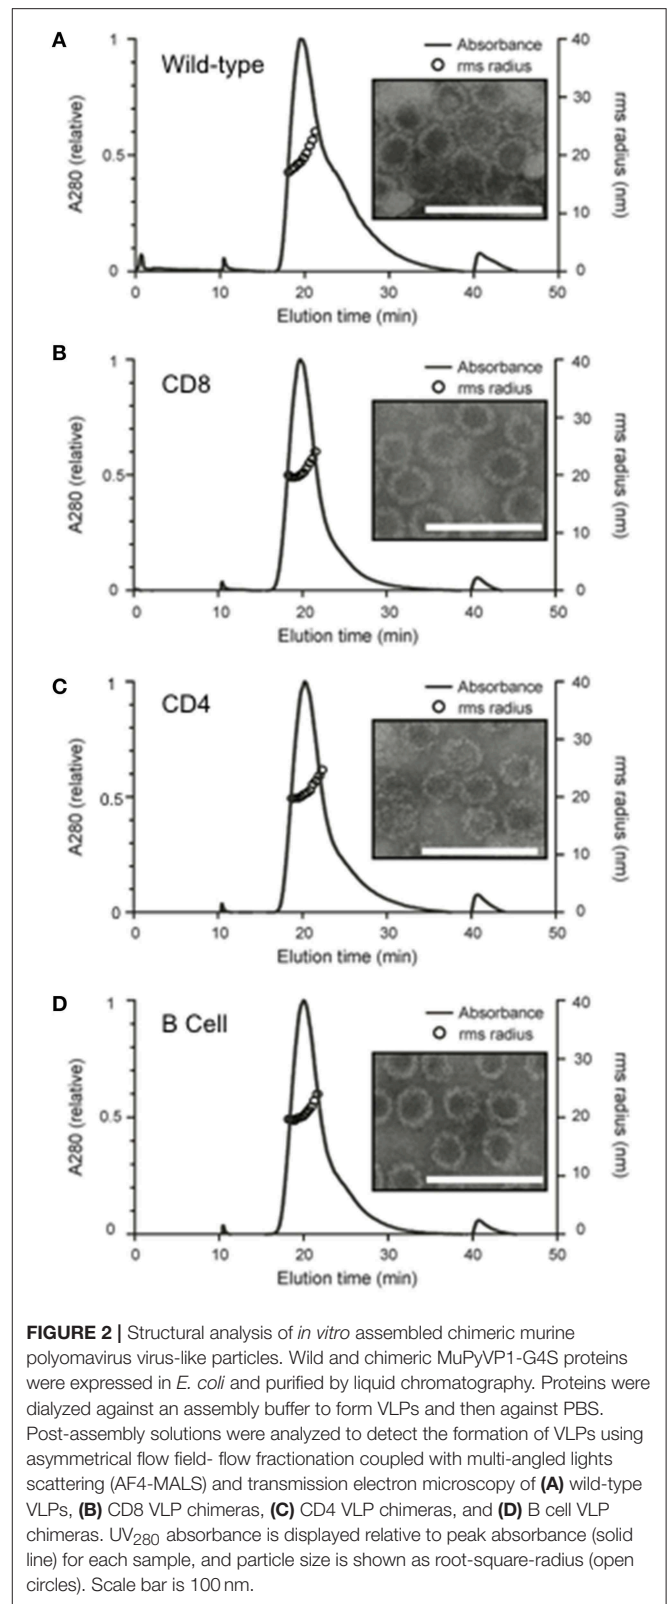 A
Wild-type
Absorbance
rms radius
A280 (relative)
1
0.5
0
40
30
20
10
0
rms radius (nm)
0 10 20 30 40 50
Elution time (min)
B
CD8
Absorbance
rms radius
A280 (relative)
1
0.5
0
40
30
20
10
0
rms radius (nm)
0 10 20 30 40 50
Elution time (min)
C
CD4
Absorbance
rms radius
A280 (relative)
1
0.5
0
40
30
20
10
0
rms radius (nm)
0 10 20 30 40 50
Elution time (min)
D
B Cell
Absorbance
rms radius
A280 (relative)
1
0.5
0
40
30
20
10
0
rms radius (nm)
0 10 20 30 40 50
Elution time (min)
FIGURE 2 | Structural analysis of in vitro assembled chimeric murine
polyomavirus virus-like particles. Wild and chimeric MuPyVP1-G4S proteins
were expressed in E. coli and purified by liquid chromatography. Proteins were
dialyzed against an assembly buffer to form VLPs and then against PBS.
Post-assembly solutions were analyzed to detect the formation of VLPs using
asymmetrical flow field- flow fractionation coupled with multi-angled lights
scattering (AF4-MALS) and transmission electron microscopy of (A) wild-type
VLPs, (B) CD8 VLP chimeras, (C) CD4 VLP chimeras, and (D) B cell VLP
chimeras. UV280 absorbance is displayed relative to peak absorbance (solid
line) for each sample, and particle size is shown as root-square-radius (open
circles). Scale bar is 100 nm.